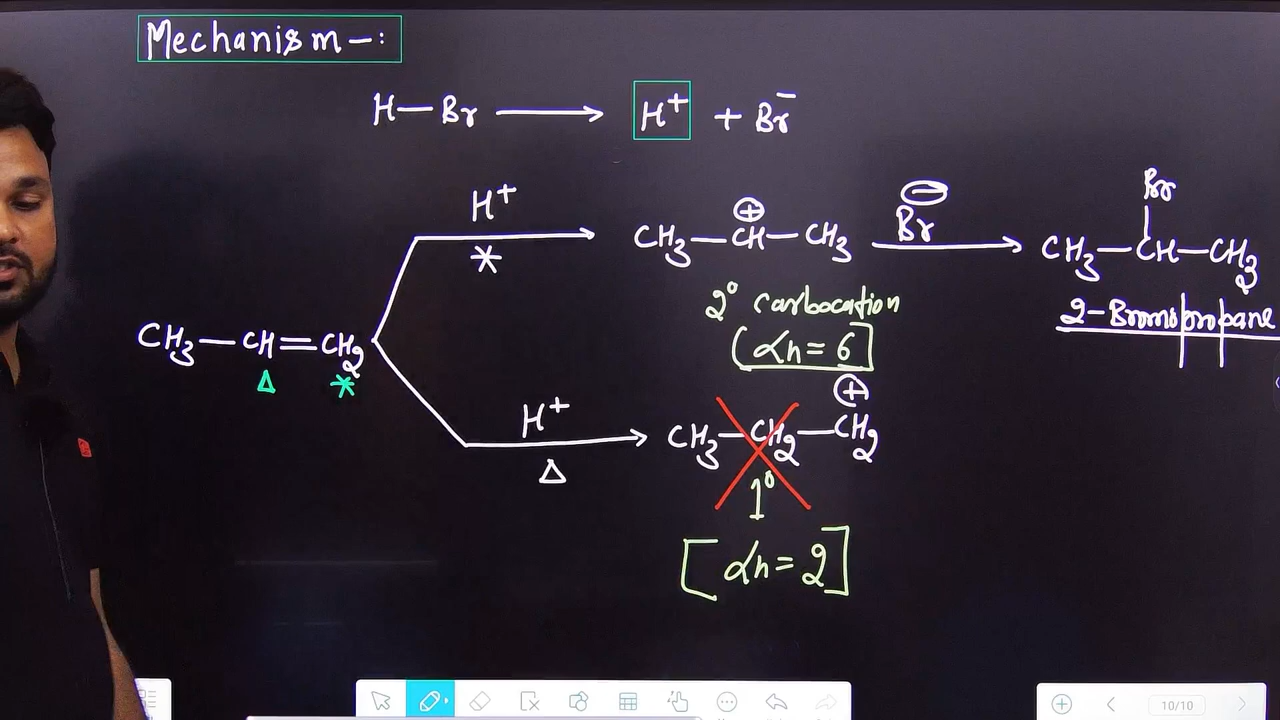 Mechanism -:
H—Br ⟶ H⁺ + Br⁻
H⁺
*
CH₃—CH⊕—CH₃
Br⊖
⟶
Br
CH₃—CH—CH₃
2-Bromopropane
2° carbocation
(αh = 6]
CH₃—CH=CH₂
Δ *
H⁺
Δ
CH₃—CH₂—CH₂⊕
1°
[αh = 2]
10/10